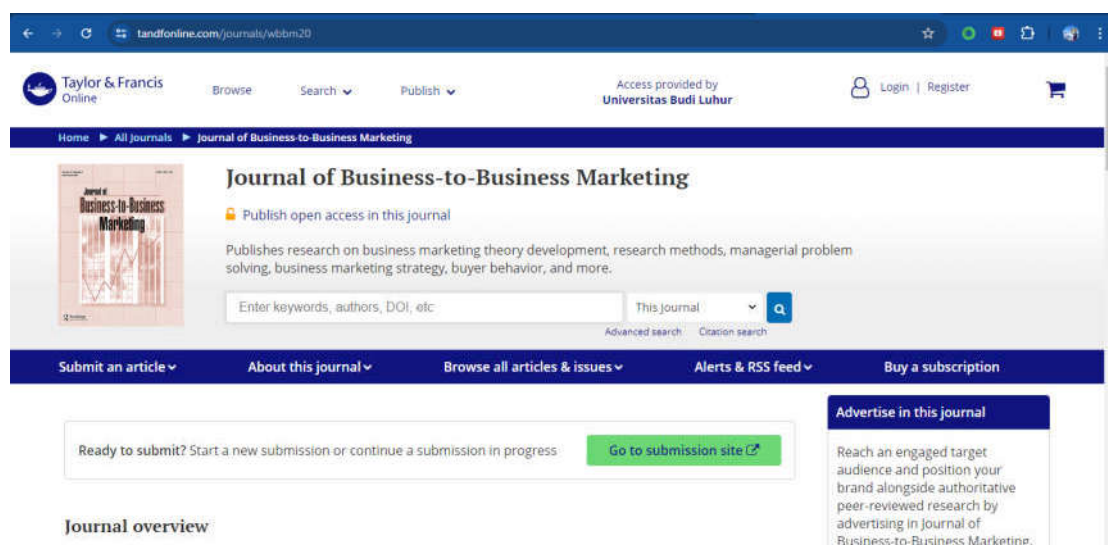 tandfonline.com/journals/wbbm20
Taylor & Francis
Online
Browse
Search
Publish
Access provided by
Universitas Budi Luhur
Login | Register
Home ► All Journals ► Journal of Business-to-Business Marketing
Journal of
Business-to-Business
Marketing
Journal of Business-to-Business Marketing
Publish open access in this journal
Publishes research on business marketing theory development, research methods, managerial problem
solving, business marketing strategy, buyer behavior, and more.
Enter keywords, authors, DOI, etc
This journal
Advanced search Citation search
Submit an article
About this journal
Browse all articles & issues
Alerts & RSS feed
Buy a subscription
Ready to submit? Start a new submission or continue a submission in progress
Go to submission site
Journal overview
Advertise in this journal
Reach an engaged target
audience and position your
brand alongside authoritative
peer-reviewed research by
advertising in Journal of
Business-to-Business Marketing.